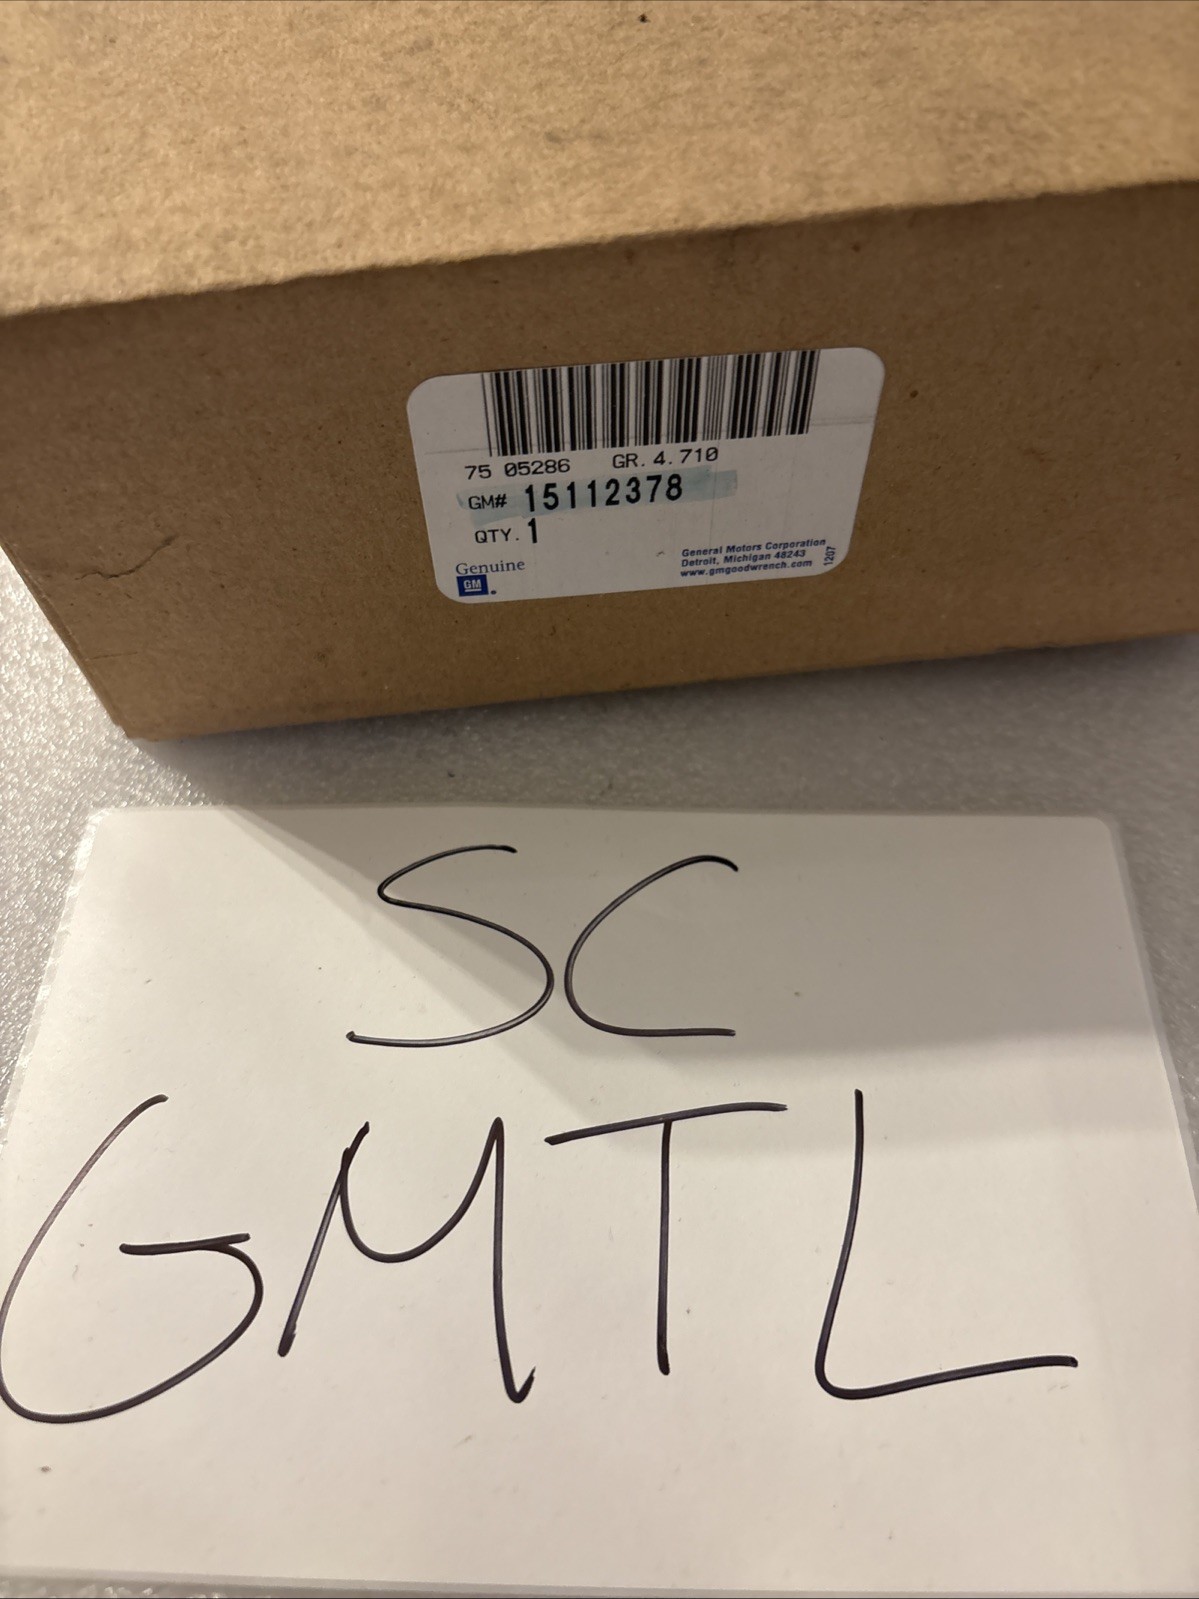 75 05286 GR. 4.710
GM# 15112378
QTY. 1
Genuine
GM
General Motors Corporation
Detroit, Michigan 48243
www.gmgoodwrench.com
1207
SC
GMTL